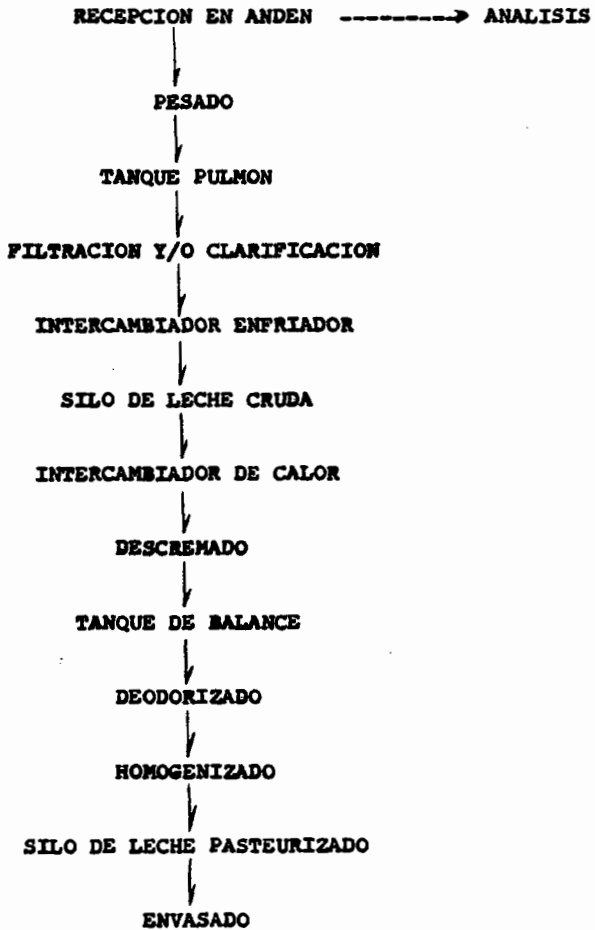 RECEPCION EN ANDEN ANALISIS
PESADO
TANQUE PULMON
FILTRACION Y/O CLARIFICACION
INTERCAMBIADOR ENFRIADOR
SILO DE LECHE CRUDA
INTERCAMBIADOR DE CALOR
DESCREMADO
TANQUE DE BALANCE
DEODORIZADO
HOMOGENIZADO
SILO DE LECHE PASTEURIZADO
ENVASADO